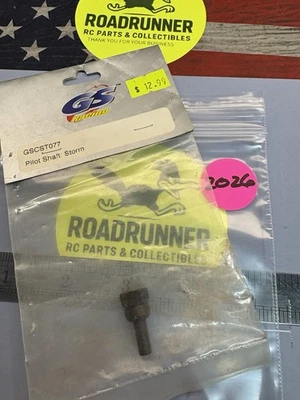 ROADRUNNER
RC PARTS & COLLECTIBLES
THANK YOU FOR YOUR BUSINESS
$ 12.99
GS
RACING
GSCST077
Pilot Shaft: Storm
2026
ROADRUNNER
RC PARTS & COLLECTIBLES